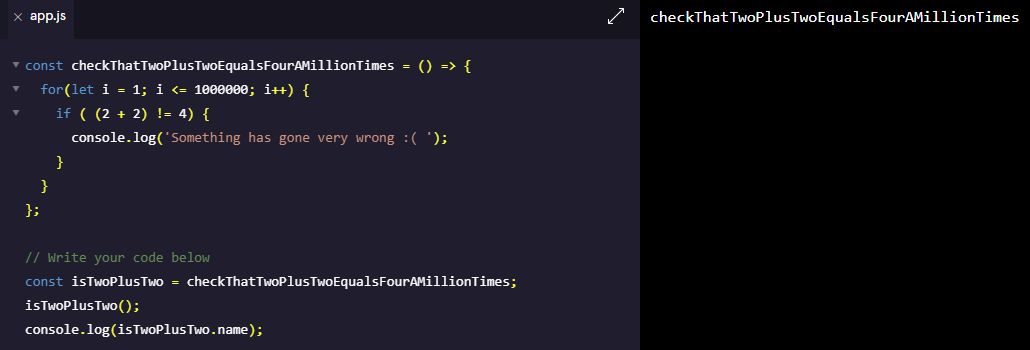 × app.js
const checkThatTwoPlusTwoEqualsFourAMillionTimes = () => {
for(let i = 1; i <= 1000000; i++) {
if ( (2 + 2) != 4) {
console.log('Something has gone very wrong :( ');
}
}
};
// Write your code below
const isTwoPlusTwo = checkThatTwoPlusTwoEqualsFourAMillionTimes;
isTwoPlusTwo();
console.log(isTwoPlusTwo.name);
checkThatTwoPlusTwoEqualsFourAMillionTimes